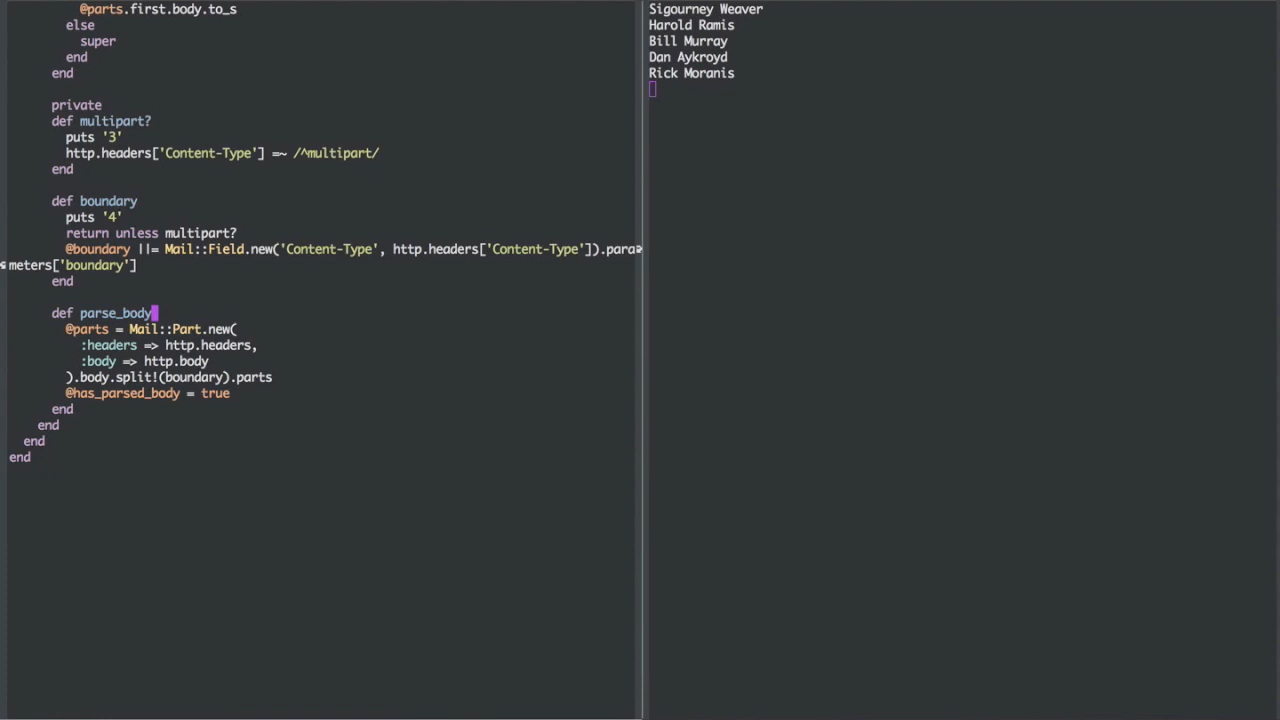 @parts.first.body.to_s
else
super
end
end
private
def multipart?
puts '3'
http.headers['Content-Type'] =~ /^multipart/
end
def boundary
puts '4'
return unless multipart?
@boundary ||= Mail::Field.new('Content-Type', http.headers['Content-Type']).para
meters['boundary']
end
def parse_body
@parts = Mail::Part.new(
:headers => http.headers,
:body => http.body
).body.split!(boundary).parts
@has_parsed_body = true
end
end
end
end
Sigourney Weaver
Harold Ramis
Bill Murray
Dan Aykroyd
Rick Moranis